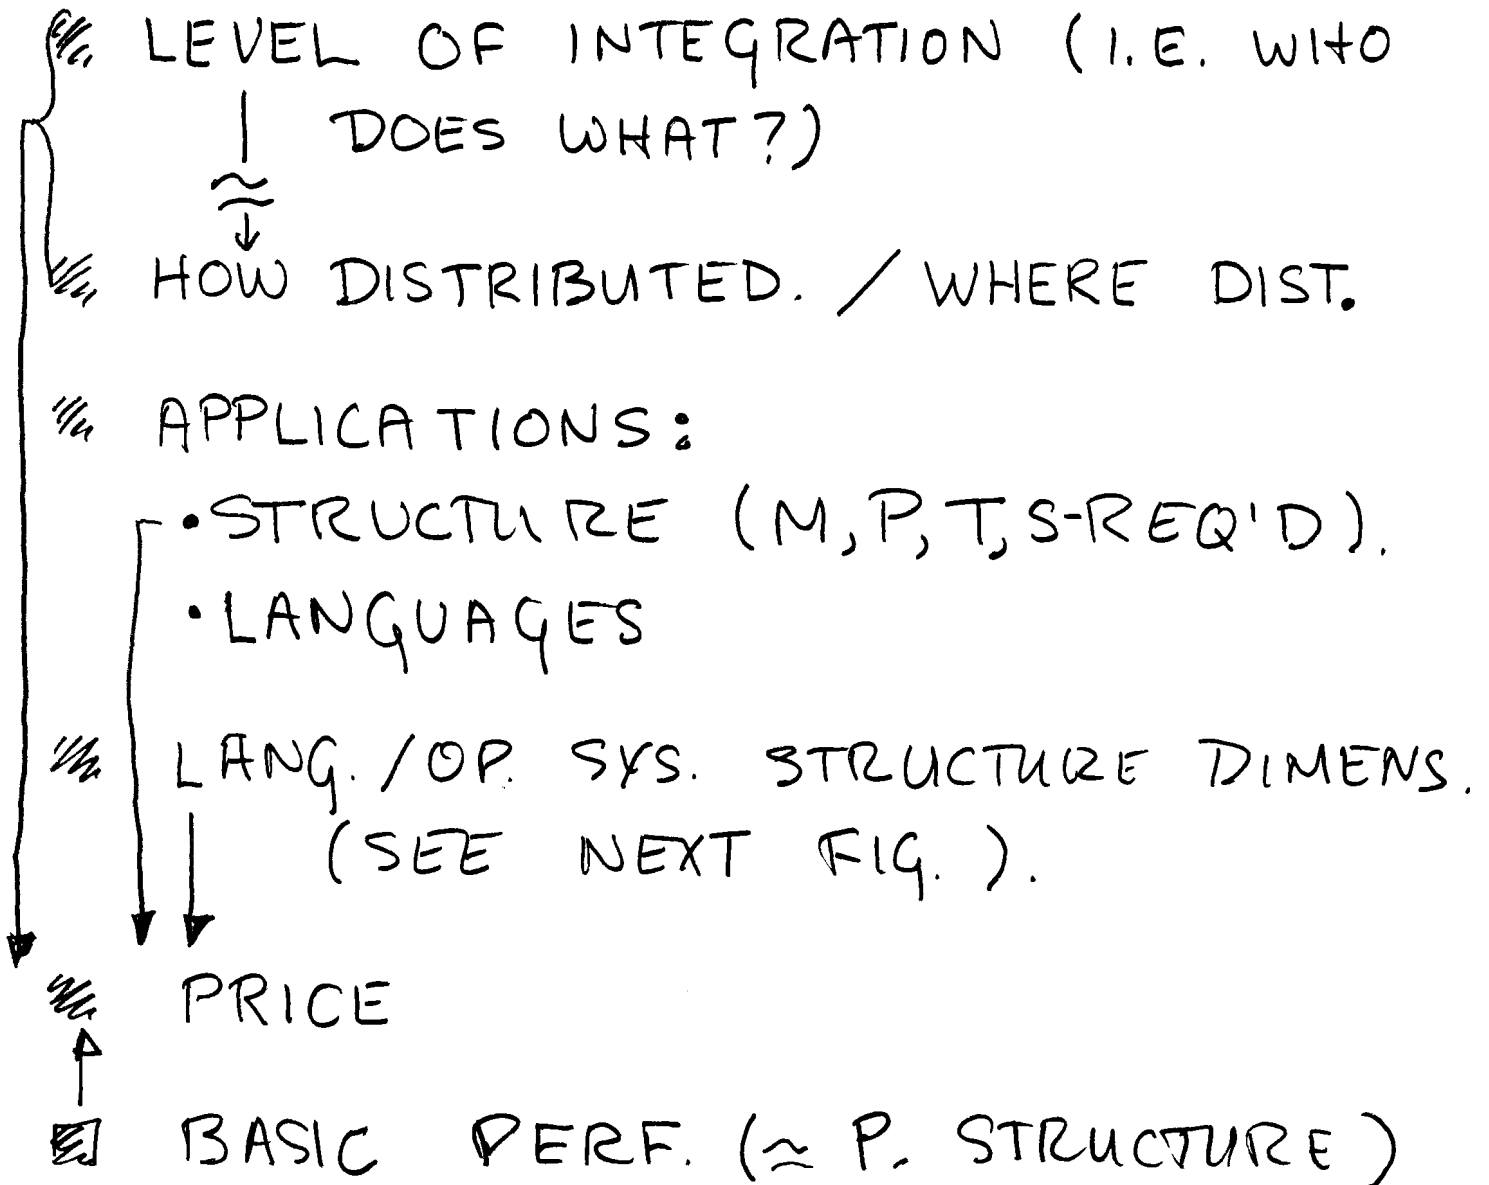 LEVEL OF INTEGRATION (I.E. WHO
DOES WHAT?)
≈
HOW DISTRIBUTED. / WHERE DIST.
APPLICATIONS:
• STRUCTURE (M, P, T, S-REQ'D).
• LANGUAGES
LANG. / OP. SYS. STRUCTURE DIMENS.
(SEE NEXT FIG.).
PRICE
BASIC PERF. (≈ P. STRUCTURE)